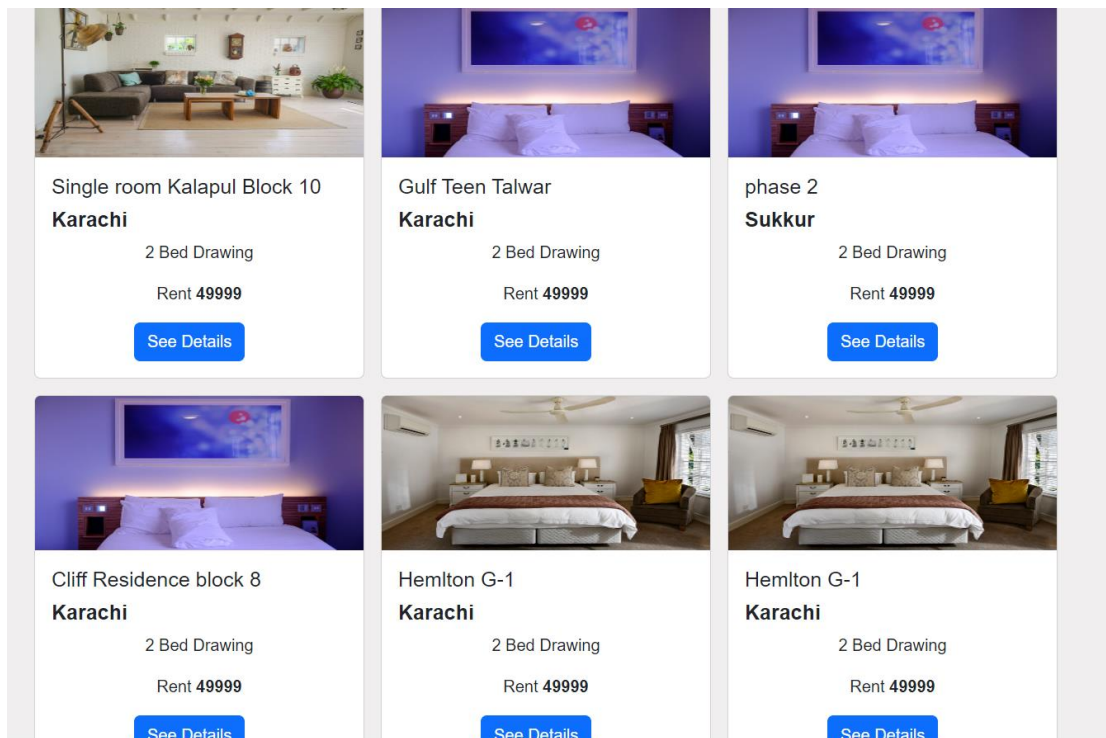 Single room Kalapul Block 10
Karachi
2 Bed Drawing
Rent 49999
See Details
Gulf Teen Talwar
Karachi
2 Bed Drawing
Rent 49999
See Details
phase 2
Sukkur
2 Bed Drawing
Rent 49999
See Details
Cliff Residence block 8
Karachi
2 Bed Drawing
Rent 49999
See Details
Hemlton G-1
Karachi
2 Bed Drawing
Rent 49999
See Details
Hemlton G-1
Karachi
2 Bed Drawing
Rent 49999
See Details